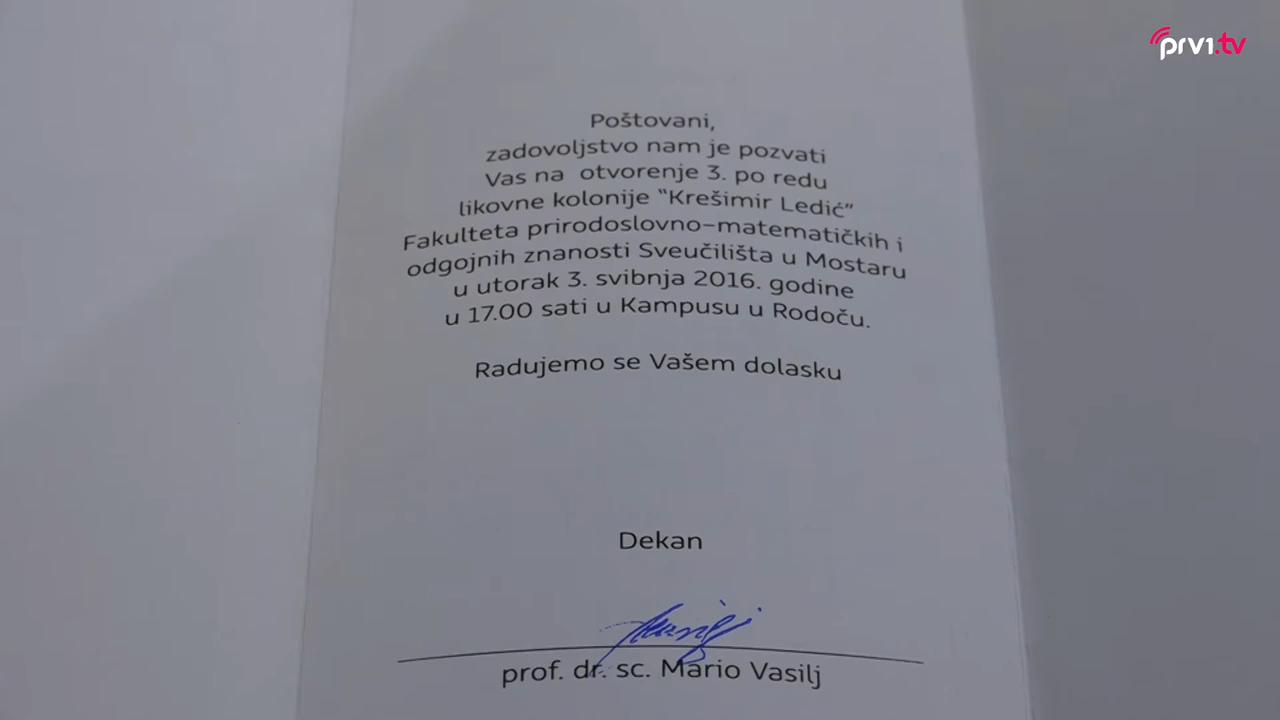 prv1.tv
Poštovani,
zadovoljstvo nam je pozvati
Vas na otvorenje 3. po redu
likovne kolonije "Krešimir Ledić"
Fakulteta prirodoslovno-matematičkih i
odgojnih znanosti Sveučilišta u Mostaru
u utorak 3. svibnja 2016. godine
u 17.00 sati u Kampusu u Rodoču.
Radujemo se Vašem dolasku
Dekan
prof. dr. sc. Mario Vasilj